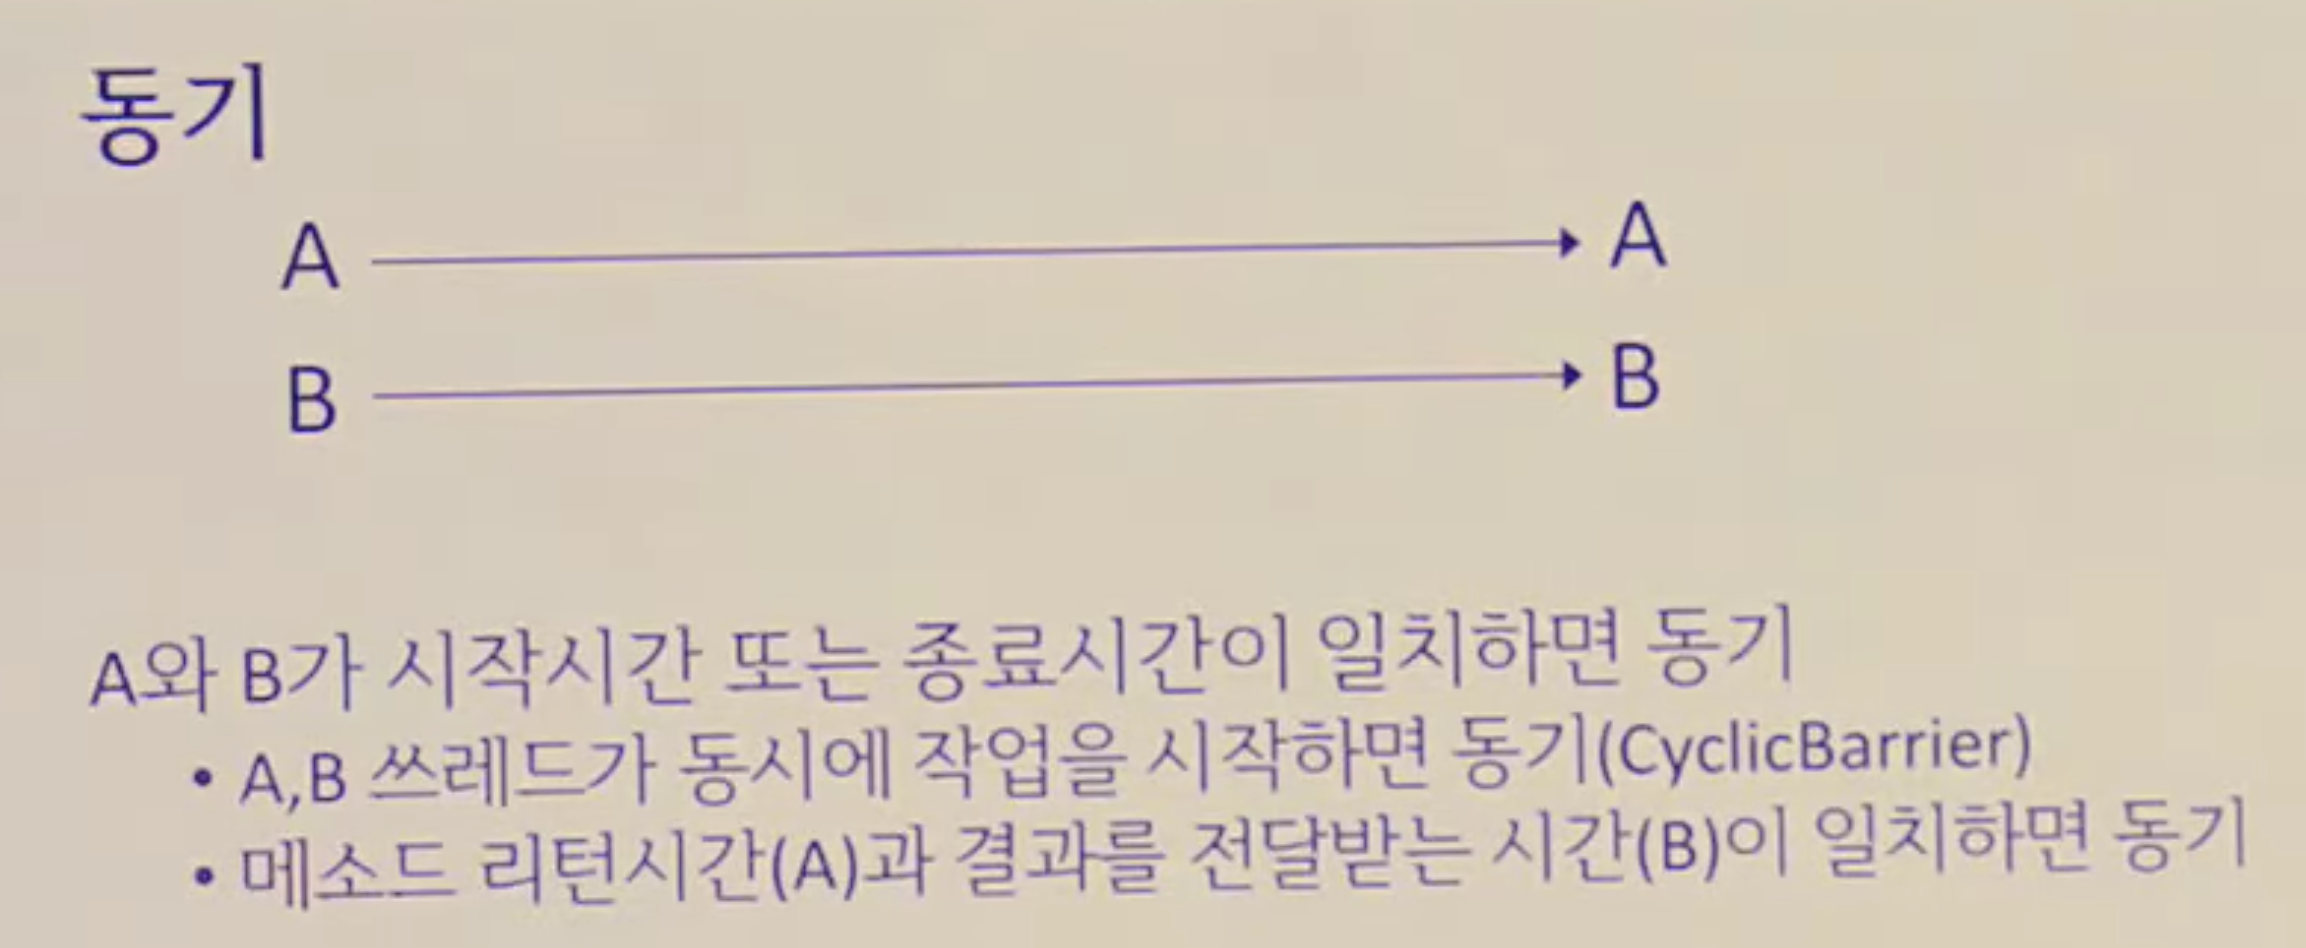 동기
A A
B B
A와 B가 시작시간 또는 종료시간이 일치하면 동기
• A,B 쓰레드가 동시에 작업을 시작하면 동기(CyclicBarrier)
• 메소드 리턴시간(A)과 결과를 전달받는 시간(B)이 일치하면 동기